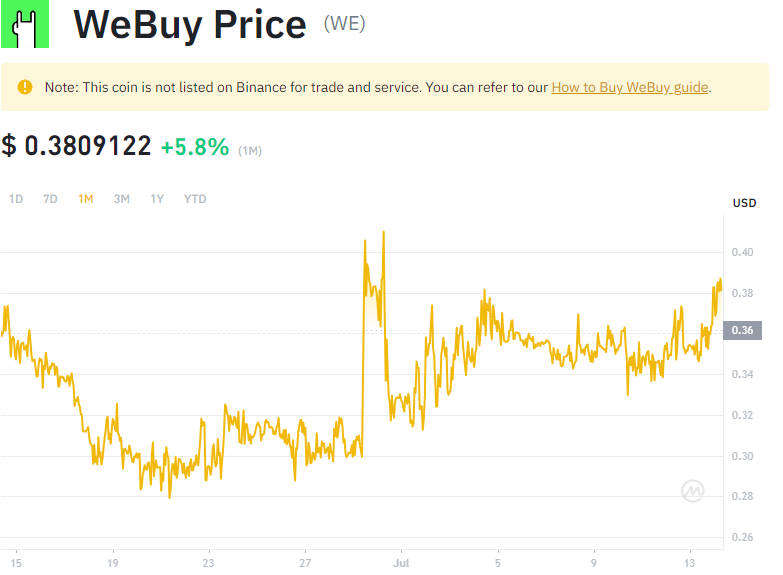 WeBuy Price (WE)
Note: This coin is not listed on Binance for trade and service. You can refer to our How to Buy WeBuy guide.
$ 0.3809122 +5.8% (1M)
1D 7D 1M 3M 1Y YTD
USD
0.40
0.38
0.36
0.34
0.32
0.30
0.28
0.26
15 19 23 27 Jul 5 9 13